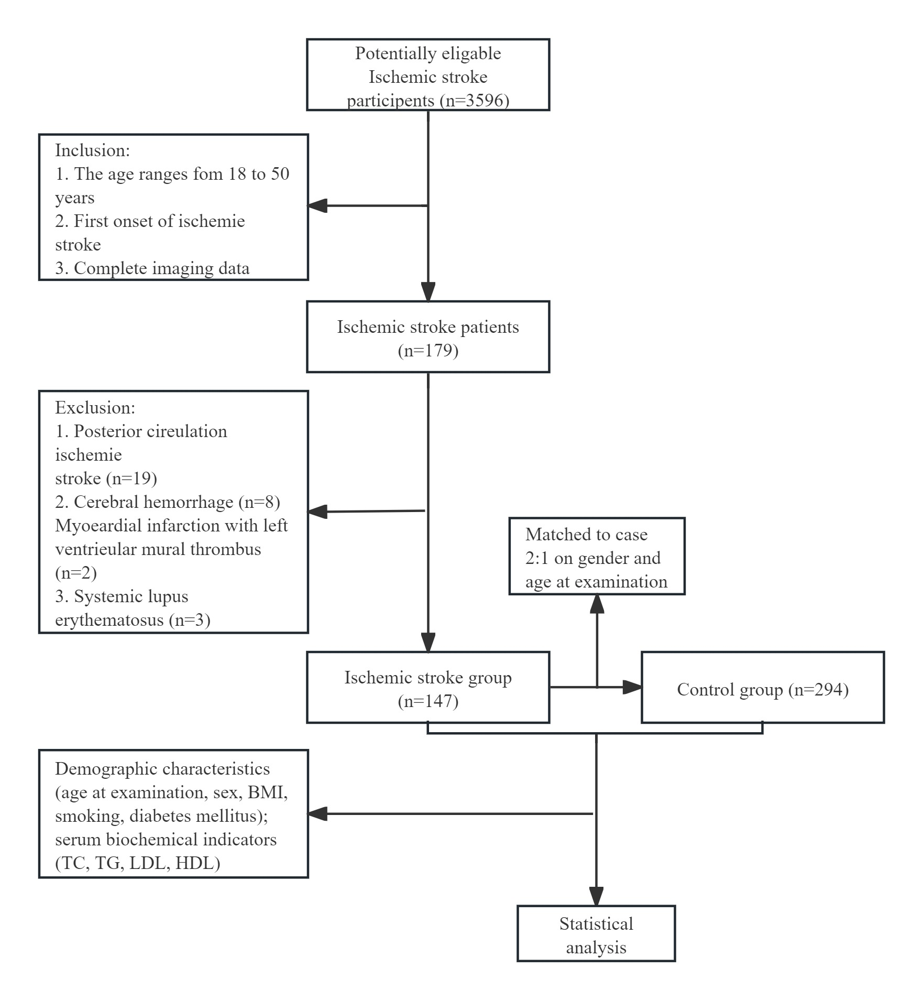 Potentially eligable
Ischemic stroke
participents (n=3596)
Inclusion:
1. The age ranges fom 18 to 50
years
2. First onset of ischemie
stroke
3. Complete imaging data
Ischemic stroke patients
(n=179)
Exclusion:
1. Posterior cireulation
ischemie
stroke (n=19)
2. Cerebral hemorrhage (n=8)
Myoeardial infarction with left
ventrieular mural thrombus
(n=2)
3. Systemic lupus
erythematosus (n=3)
Matched to case
2:1 on gender and
age at examination
Ischemic stroke group
(n=147)
Control group (n=294)
Demographic characteristics
(age at examination, sex, BMI,
smoking, diabetes mellitus);
serum biochemical indicators
(TC, TG, LDL, HDL)
Statistical
analysis